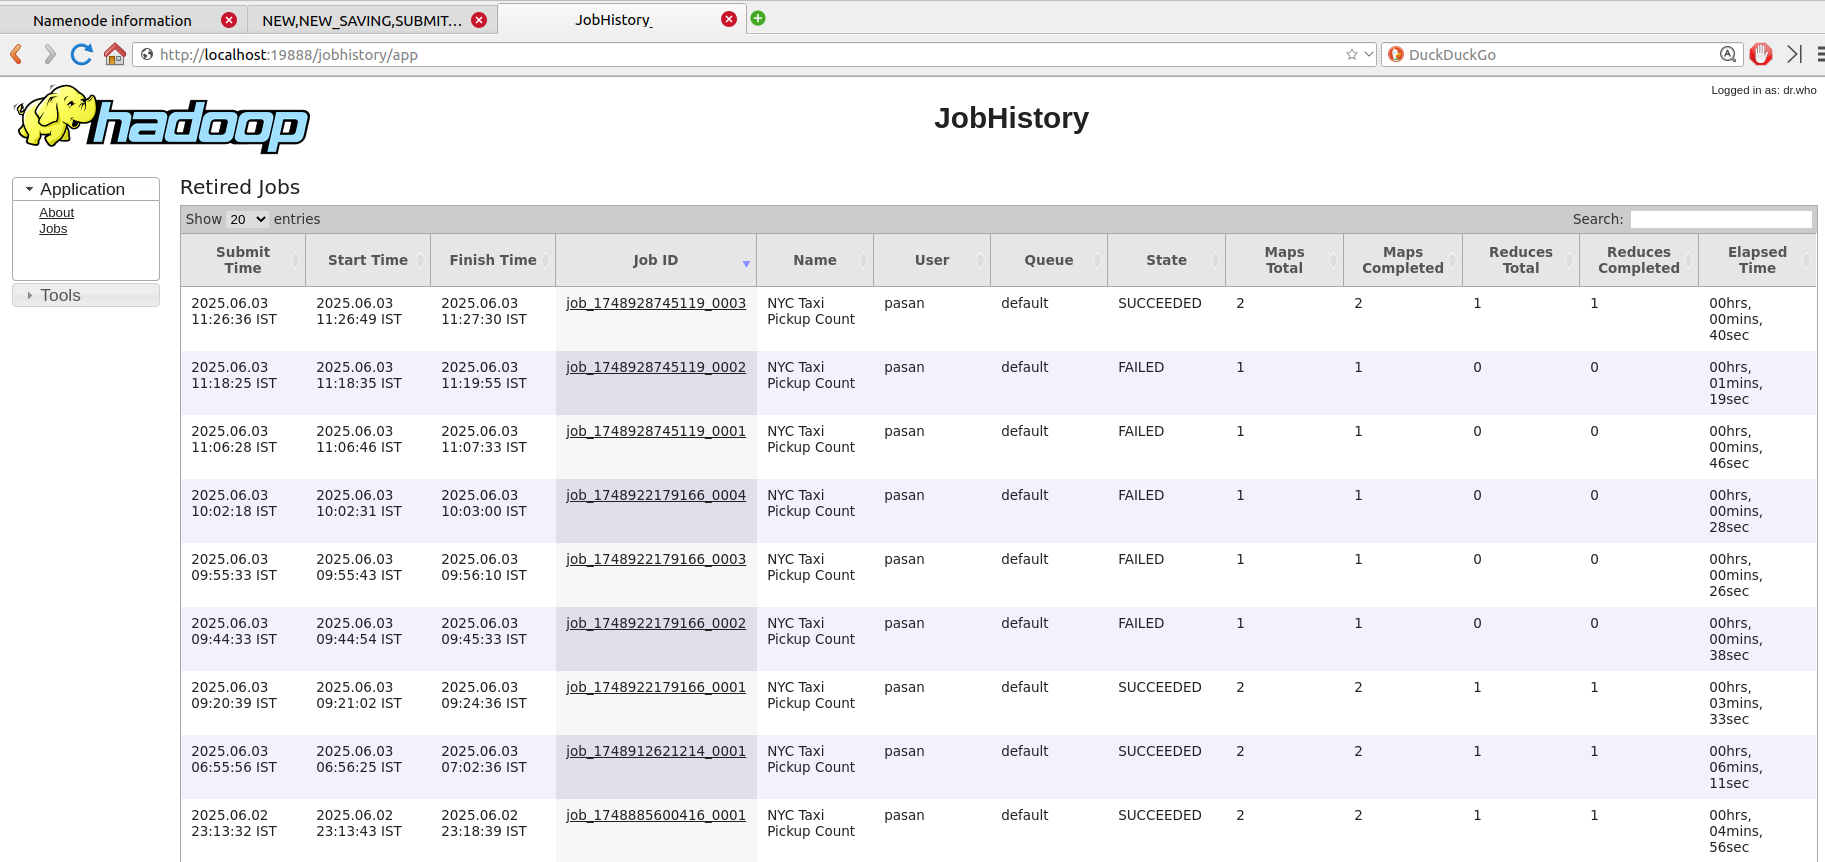 Namenode information
NEW,NEW_SAVING,SUBMIT...
JobHistory
http://localhost:19888/jobhistory/app
DuckDuckGo
Logged in as: dr.who
hadoop
JobHistory
Application
About
Jobs
Tools
Retired Jobs
Show 20 entries
Search:
Submit Time Start Time Finish Time Job ID Name User Queue State Maps Total Maps Completed Reduces Total Reduces Completed Elapsed Time
2025.06.03 2025.06.03 2025.06.03 job_1748928745119_0003 NYC Taxi pasan default SUCCEEDED 2 2 1 1 00hrs,
11:26:36 IST 11:26:49 IST 11:27:30 IST Pickup Count 00mins,
40sec
2025.06.03 2025.06.03 2025.06.03 job_1748928745119_0002 NYC Taxi pasan default FAILED 1 1 0 0 00hrs,
11:18:25 IST 11:18:35 IST 11:19:55 IST Pickup Count 01mins,
19sec
2025.06.03 2025.06.03 2025.06.03 job_1748928745119_0001 NYC Taxi pasan default FAILED 1 1 0 0 00hrs,
11:06:28 IST 11:06:46 IST 11:07:33 IST Pickup Count 00mins,
46sec
2025.06.03 2025.06.03 2025.06.03 job_1748922179166_0004 NYC Taxi pasan default FAILED 1 1 0 0 00hrs,
10:02:18 IST 10:02:31 IST 10:03:00 IST Pickup Count 00mins,
28sec
2025.06.03 2025.06.03 2025.06.03 job_1748922179166_0003 NYC Taxi pasan default FAILED 1 1 0 0 00hrs,
09:55:33 IST 09:55:43 IST 09:56:10 IST Pickup Count 00mins,
26sec
2025.06.03 2025.06.03 2025.06.03 job_1748922179166_0002 NYC Taxi pasan default FAILED 1 1 0 0 00hrs,
09:44:33 IST 09:44:54 IST 09:45:33 IST Pickup Count 00mins,
38sec
2025.06.03 2025.06.03 2025.06.03 job_1748922179166_0001 NYC Taxi pasan default SUCCEEDED 2 2 1 1 00hrs,
09:20:39 IST 09:21:02 IST 09:24:36 IST Pickup Count 03mins,
33sec
2025.06.03 2025.06.03 2025.06.03 job_1748912621214_0001 NYC Taxi pasan default SUCCEEDED 2 2 1 1 00hrs,
06:55:56 IST 06:56:25 IST 07:02:36 IST Pickup Count 06mins,
11sec
2025.06.02 2025.06.02 2025.06.02 job_1748885600416_0001 NYC Taxi pasan default SUCCEEDED 2 2 1 1 00hrs,
23:13:32 IST 23:13:43 IST 23:18:39 IST Pickup Count 04mins,
56sec